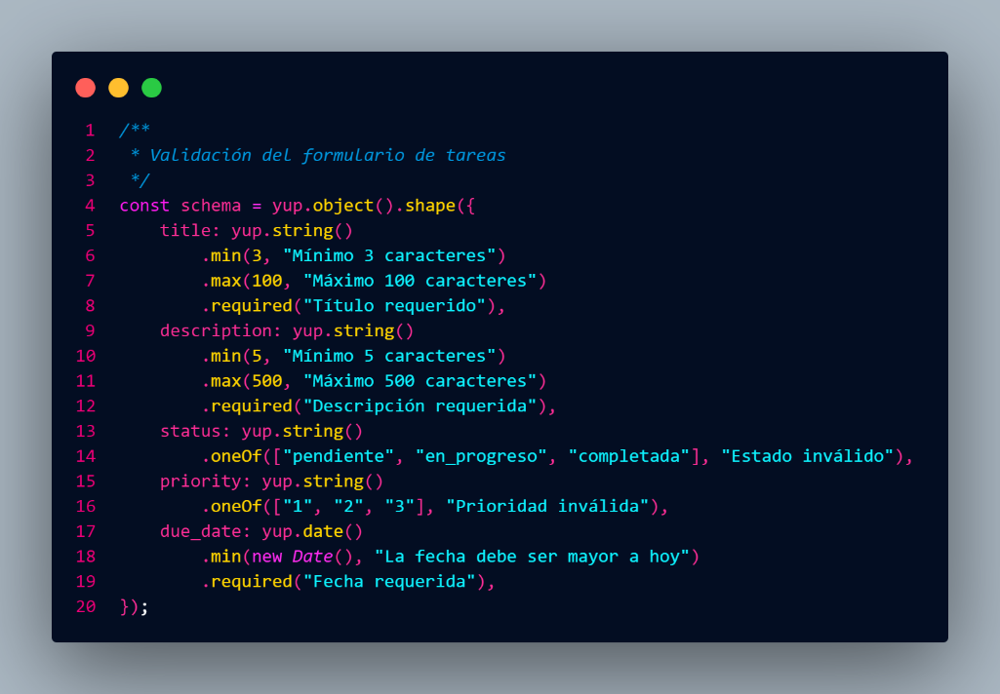 1 /**
2  * Validación del formulario de tareas
3  */
4 const schema = yup.object().shape({
5     title: yup.string()
6         .min(3, "Mínimo 3 caracteres")
7         .max(100, "Máximo 100 caracteres")
8         .required("Título requerido"),
9     description: yup.string()
10         .min(5, "Mínimo 5 caracteres")
11         .max(500, "Máximo 500 caracteres")
12         .required("Descripción requerida"),
13     status: yup.string()
14         .oneOf(["pendiente", "en_progreso", "completada"], "Estado inválido"),
15     priority: yup.string()
16         .oneOf(["1", "2", "3"], "Prioridad inválida"),
17     due_date: yup.date()
18         .min(new Date(), "La fecha debe ser mayor a hoy")
19         .required("Fecha requerida"),
20 });